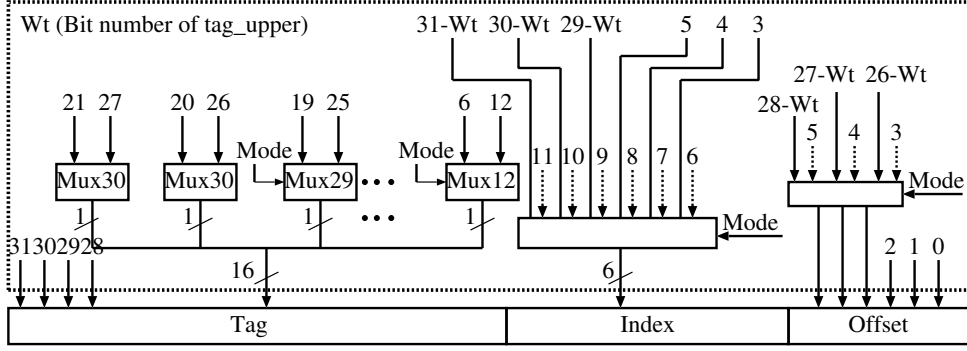 Wt (Bit number of tag_upper)
31-Wt 30-Wt 29-Wt 5 4 3
27-Wt 26-Wt
28-Wt
21 27 20 26 19 25 6 12
5 4 3
Mode Mode 11 10 9 8 7 6
Mux30 Mux30 Mux29 Mux12 Mode
1 1 1 1 Mode
31 30 29 28 2 1 0
16 6
Tag Index Offset